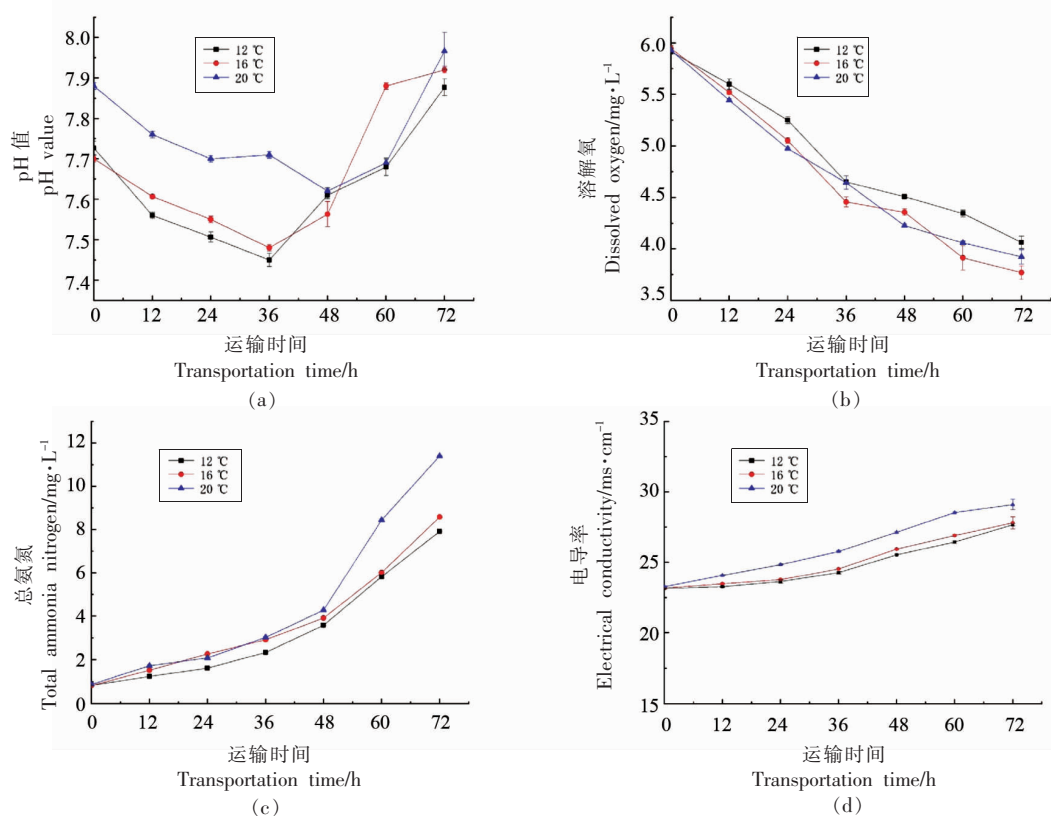 8.0
7.9
7.8
7.7
7.6
7.5
7.4
pH 值
pH value
12 ℃
16 ℃
20 ℃
0 12 24 36 48 60 72
运输时间
Transportation time/h
(a)
6.0
5.5
5.0
4.5
4.0
3.5
溶解氧
Dissolved oxygen/mg·L⁻¹
12 ℃
16 ℃
20 ℃
0 12 24 36 48 60 72
运输时间
Transportation time/h
(b)
12
10
8
6
4
2
0
总氨氮
Total ammonia nitrogen/mg·L⁻¹
12 ℃
16 ℃
20 ℃
0 12 24 36 48 60 72
运输时间
Transportation time/h
(c)
35
31
27
23
19
15
电导率
Electrical conductivity/ms·cm⁻¹
12 ℃
16 ℃
20 ℃
0 12 24 36 48 60 72
运输时间
Transportation time/h
(d)